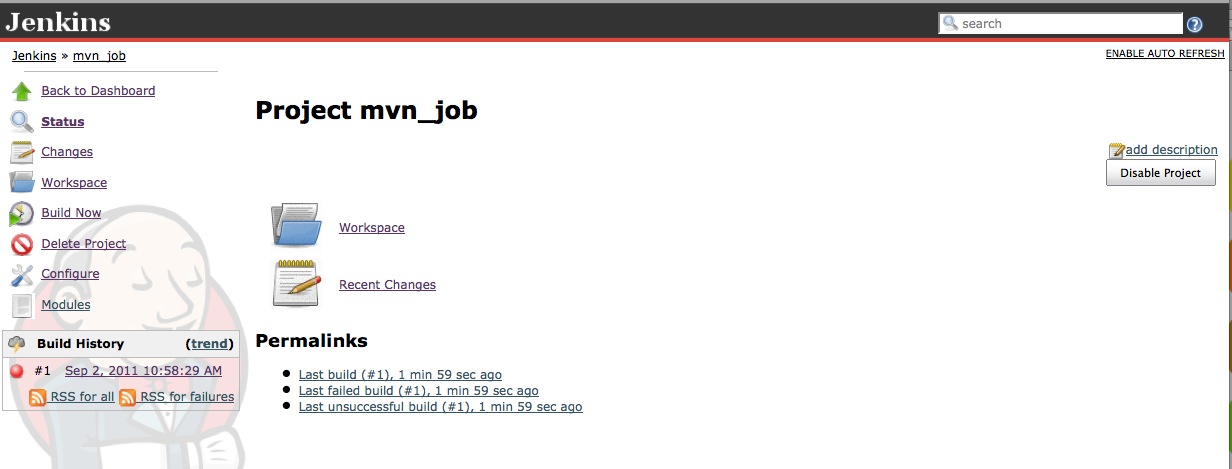 Jenkins
search
Jenkins » mvn_job
ENABLE AUTO REFRESH
Back to Dashboard
Status
Changes
Workspace
Build Now
Delete Project
Configure
Modules
Build History (trend)
#1 Sep 2, 2011 10:58:29 AM
RSS for all RSS for failures
Project mvn_job
add description
Disable Project
Workspace
Recent Changes
Permalinks
Last build (#1), 1 min 59 sec ago
Last failed build (#1), 1 min 59 sec ago
Last unsuccessful build (#1), 1 min 59 sec ago